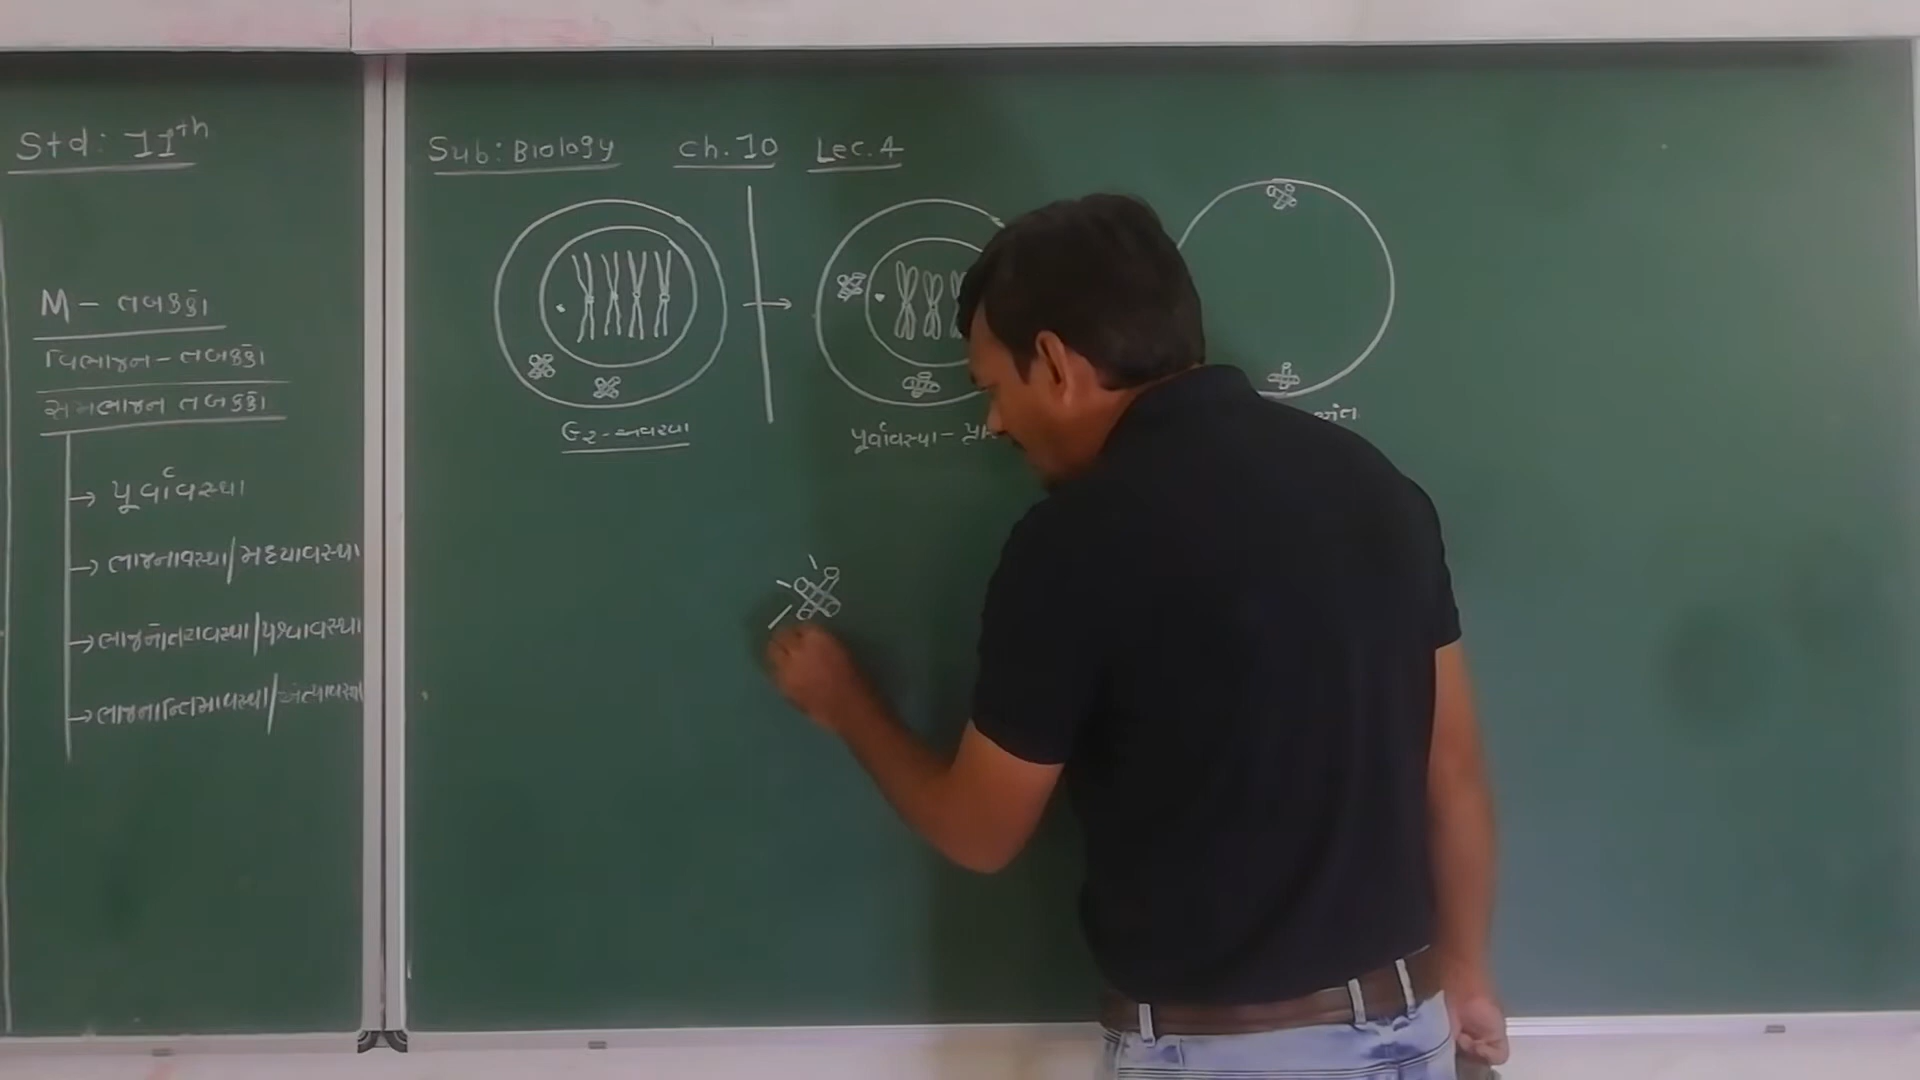 Std: 11th
M - તબક્કો
વિભાજન - તબક્કો
સમભાજન તબક્કો
→ પૂર્વાવસ્થા
→ ભાજનાવસ્થા/મધ્યાવસ્થા
→ ભાજનોતરાવસ્થા/પશ્ચાવસ્થા
→ ભાજનાન્તિમાવસ્થા/અંત્યાવસ્થા
Sub: Biology Ch. 10 Lec. 4
G2 - અવસ્થા
પૂર્વાવસ્થા -